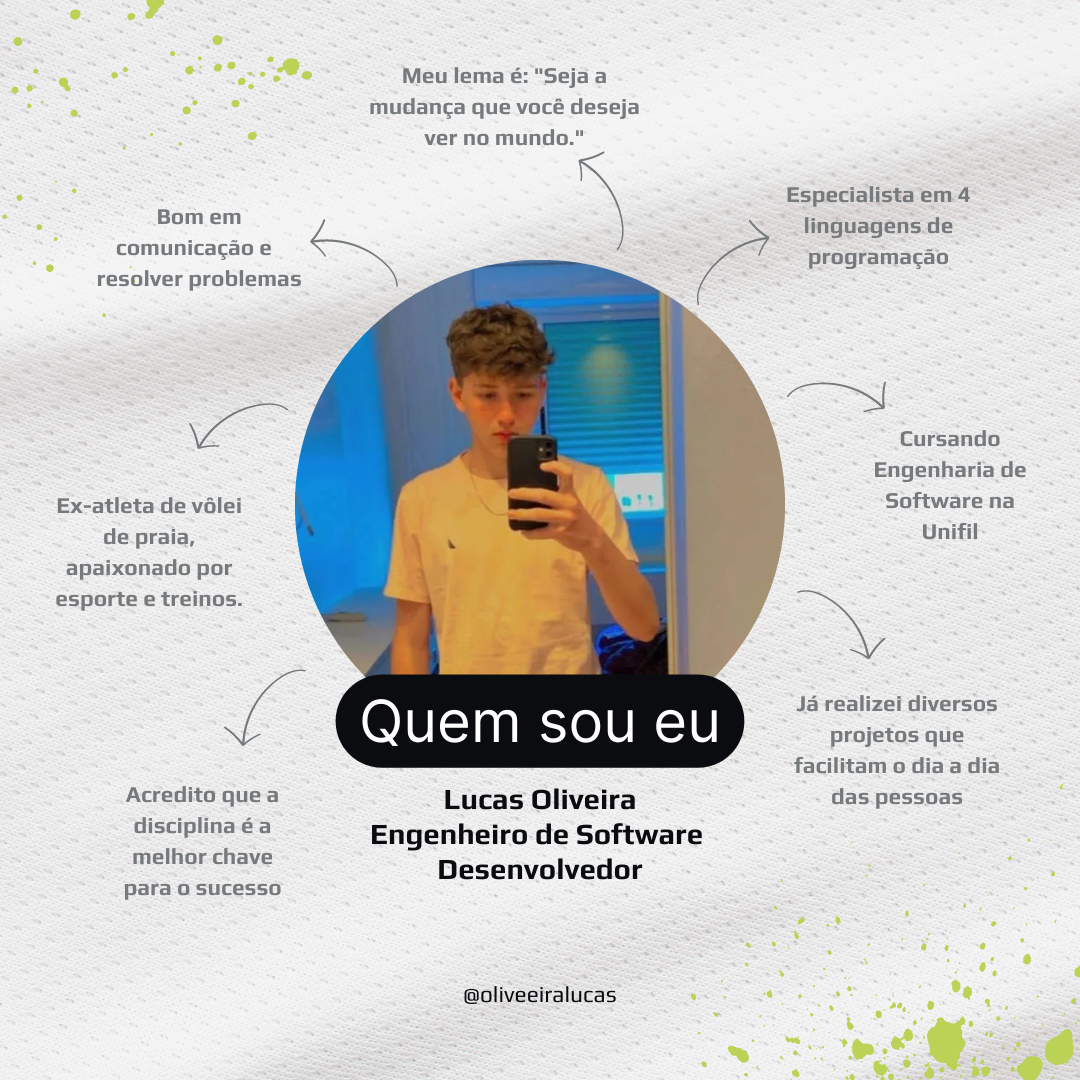 Meu lema é: "Seja a
mudança que você deseja
ver no mundo."
Bom em
comunicação e
resolver problemas
Especialista em 4
linguagens de
programação
Ex-atleta de vôlei
de praia,
apaixonado por
esporte e treinos.
Cursando
Engenharia de
Software na
Unifil
Acredito que a
disciplina é a
melhor chave
para o sucesso
Já realizei diversos
projetos que
facilitam o dia a dia
das pessoas
Quem sou eu
Lucas Oliveira
Engenheiro de Software
Desenvolvedor
@oliveeiralucas